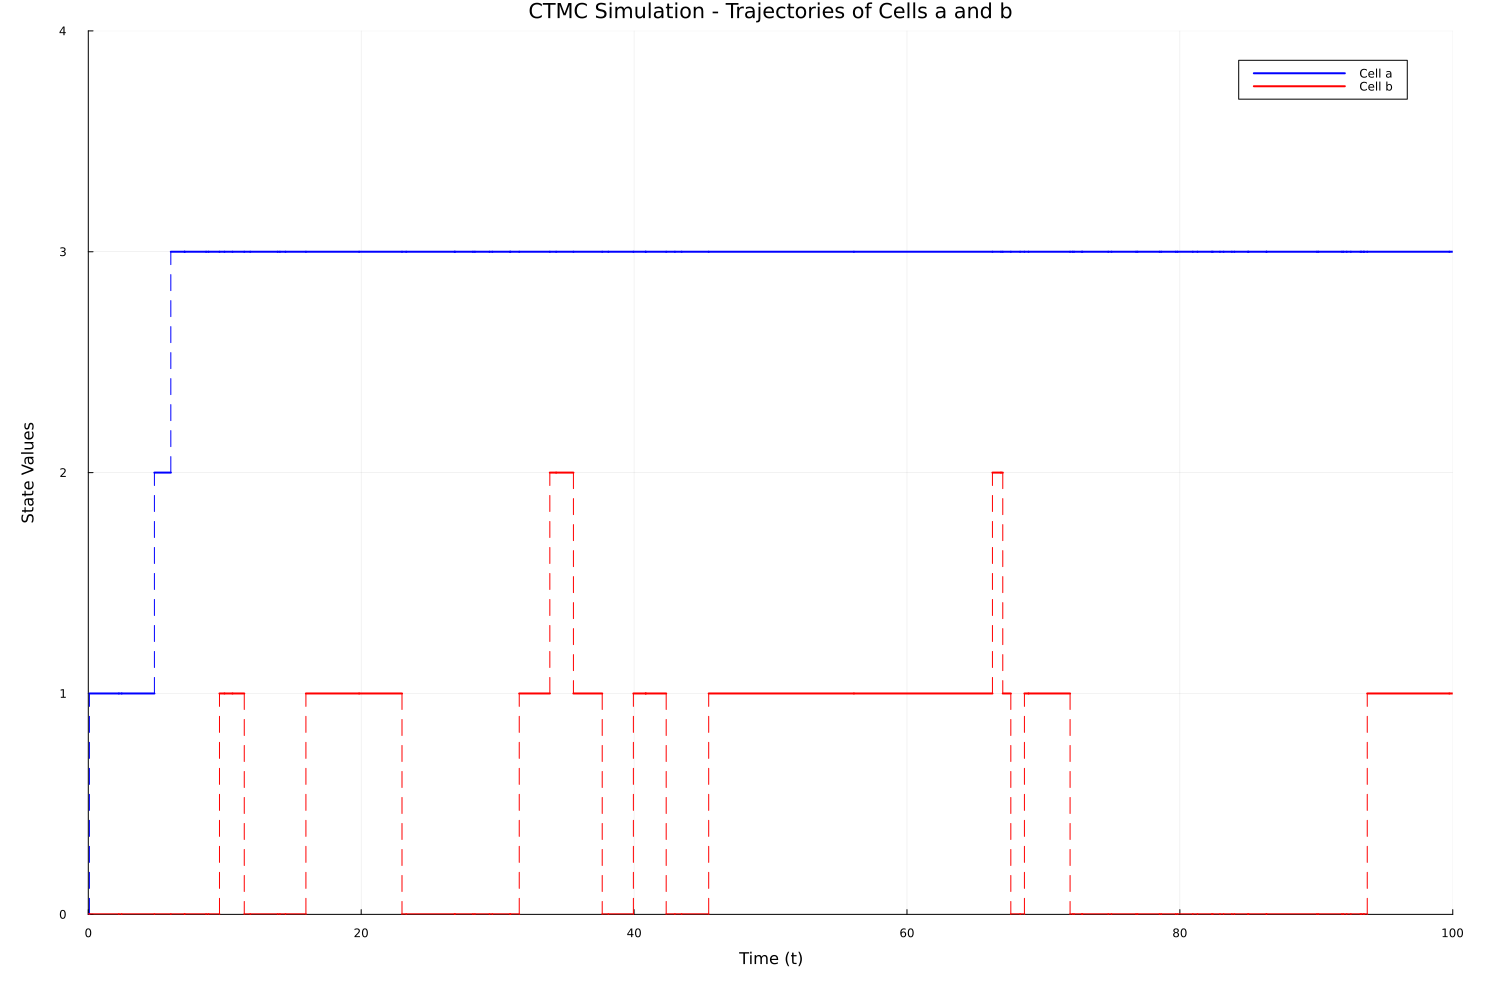 CTMC Simulation - Trajectories of Cells a and b
4
Cell a
Cell b
3
2
State Values
1
0
0 20 40 60 80 100
Time (t)